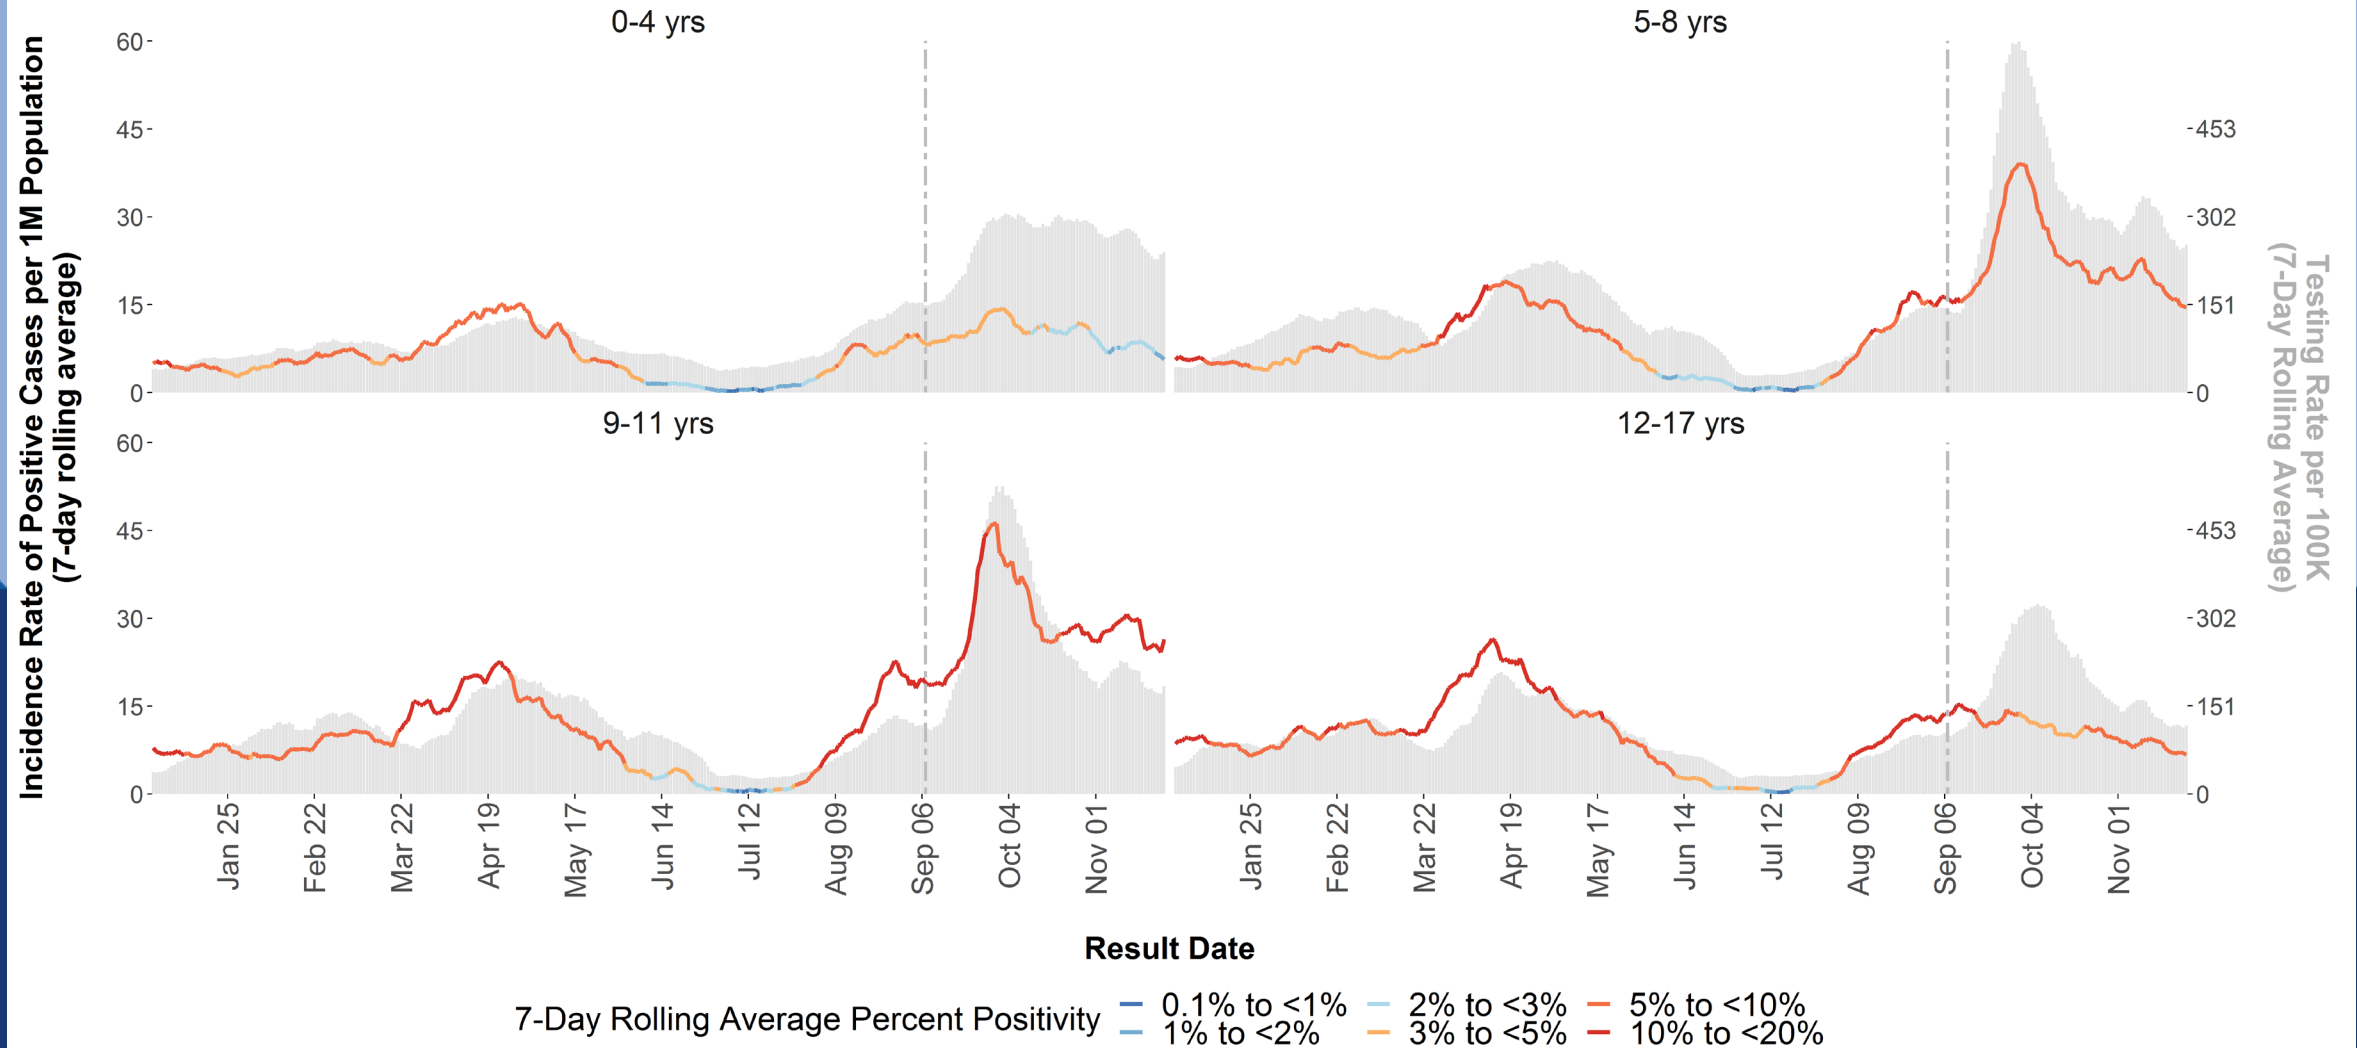 Incidence Rate of Positive Cases per 1M Population
(7-day rolling average)
0-4 yrs
5-8 yrs
60
45
30
15
0
453
302
151
0
9-11 yrs
12-17 yrs
60
45
30
15
0
453
302
151
0
Testing Rate per 100K
(7-Day Rolling Average)
Jan 25
Feb 22
Mar 22
Apr 19
May 17
Jun 14
Jul 12
Aug 09
Sep 06
Oct 04
Nov 01
Jan 25
Feb 22
Mar 22
Apr 19
May 17
Jun 14
Jul 12
Aug 09
Sep 06
Oct 04
Nov 01
Result Date
7-Day Rolling Average Percent Positivity
0.1% to <1%
2% to <3%
5% to <10%
1% to <2%
3% to <5%
10% to <20%